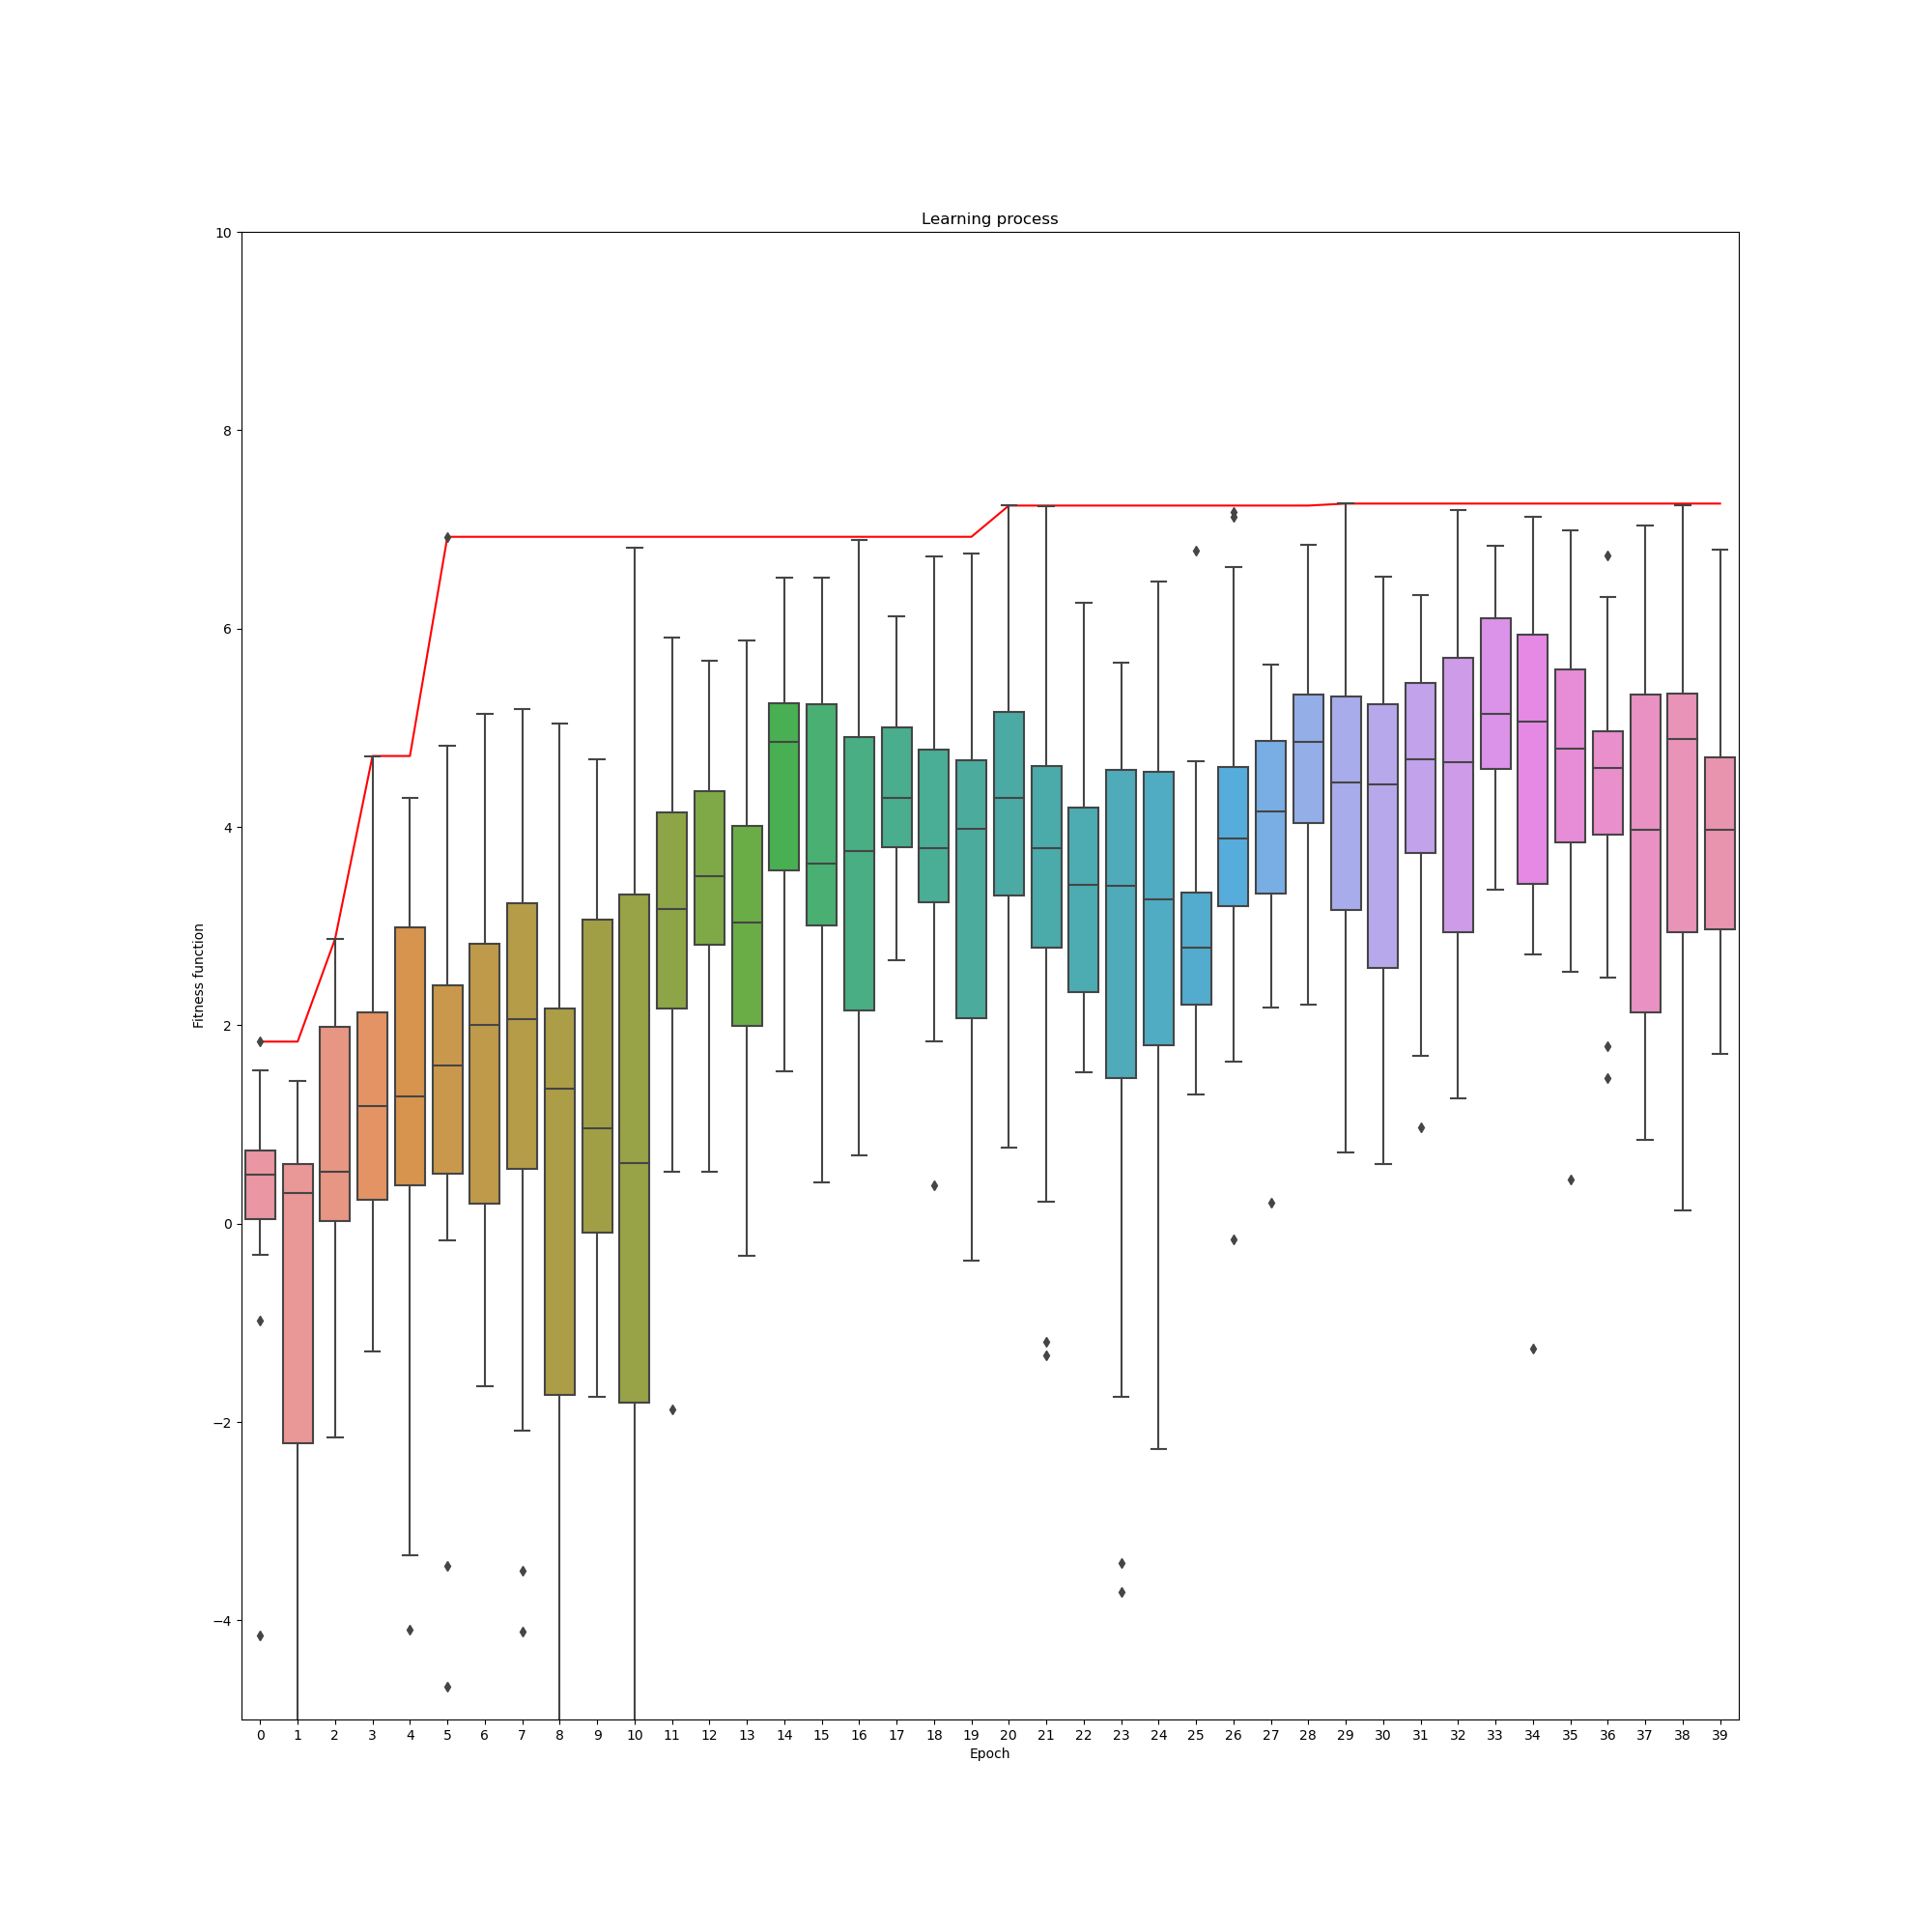 Learning process
10
8
6
4
2
0
−2
−4
Fitness function
0 1 2 3 4 5 6 7 8 9 10 11 12 13 14 15 16 17 18 19 20 21 22 23 24 25 26 27 28 29 30 31 32 33 34 35 36 37 38 39
Epoch